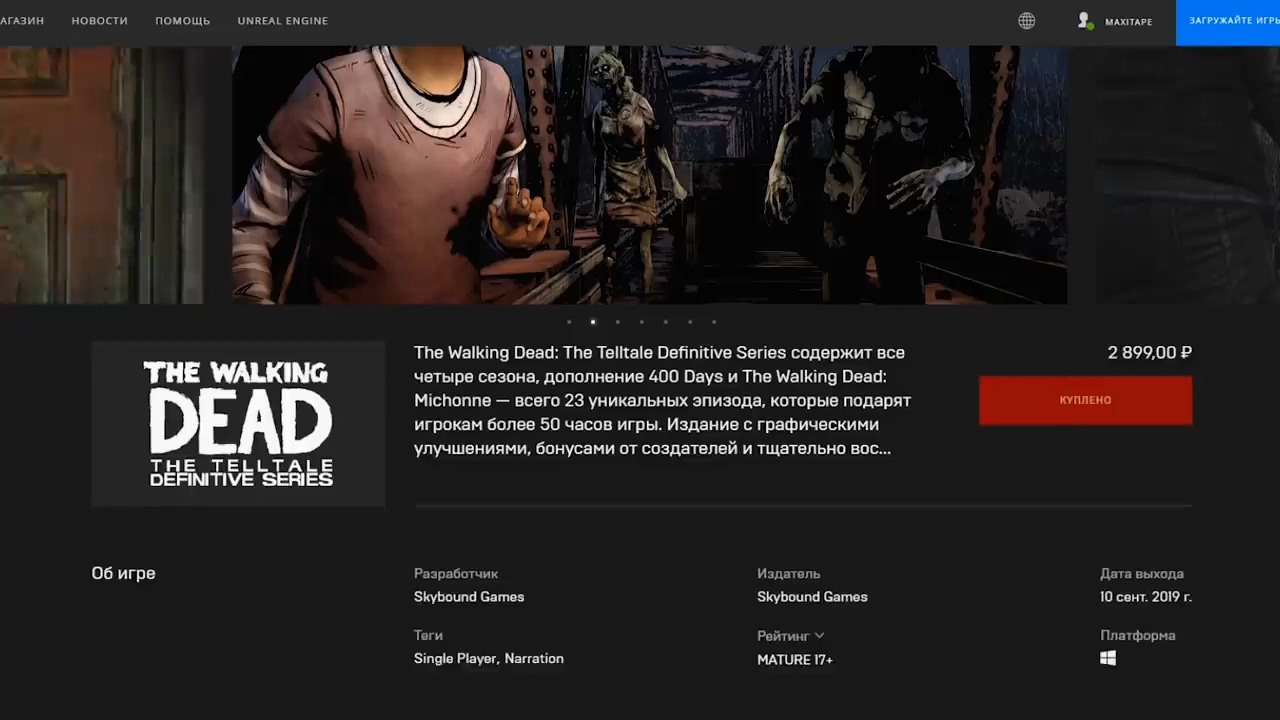 АГАЗИН НОВОСТИ ПОМОЩЬ UNREAL ENGINE MAXITAPE ЗАГРУЖАЙТЕ ИГРЫ
THE WALKING
DEAD
THE TELLTALE
DEFINITIVE SERIES
The Walking Dead: The Telltale Definitive Series содержит все
четыре сезона, дополнение 400 Days и The Walking Dead:
Michonne — всего 23 уникальных эпизода, которые подарят
игрокам более 50 часов игры. Издание с графическими
улучшениями, бонусами от создателей и тщательно вос...
2 899,00 ₽
КУПЛЕНО
Об игре
Разработчик
Skybound Games
Издатель
Skybound Games
Дата выхода
10 сент. 2019 г.
Теги
Single Player, Narration
Рейтинг
MATURE 17+
Платформа